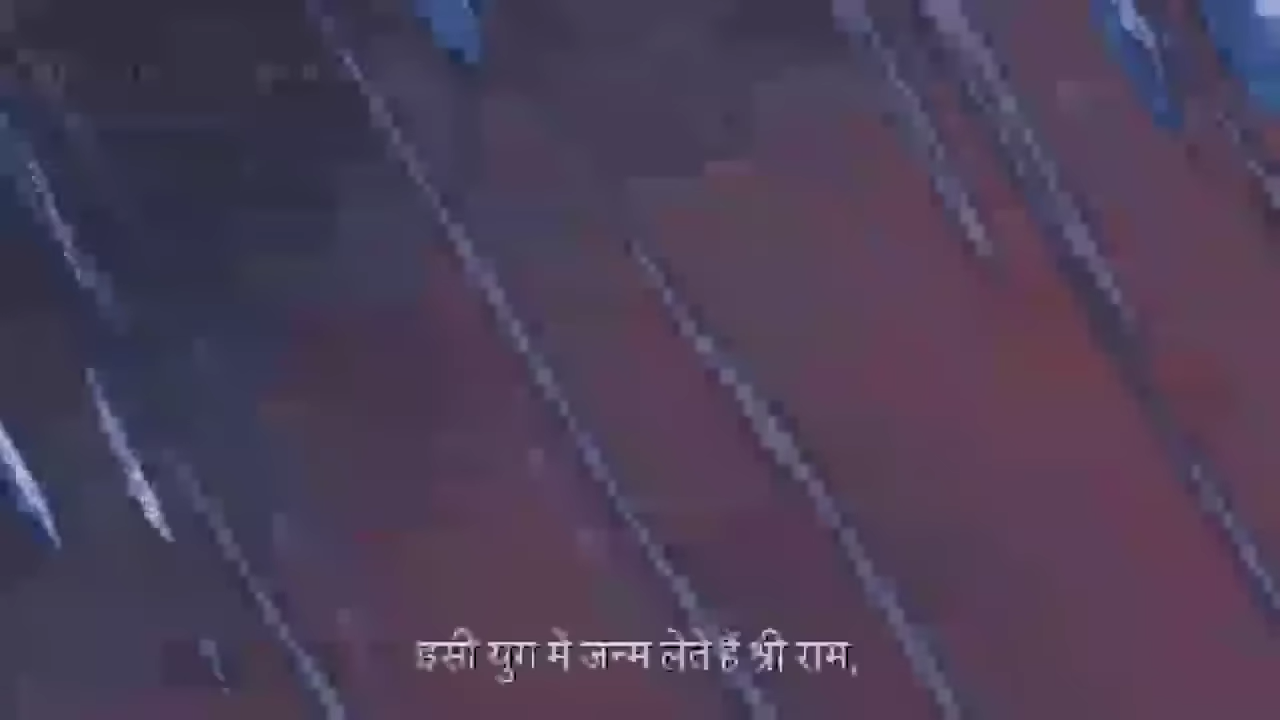 इसी युग में जन्म लेते हैं श्री राम,